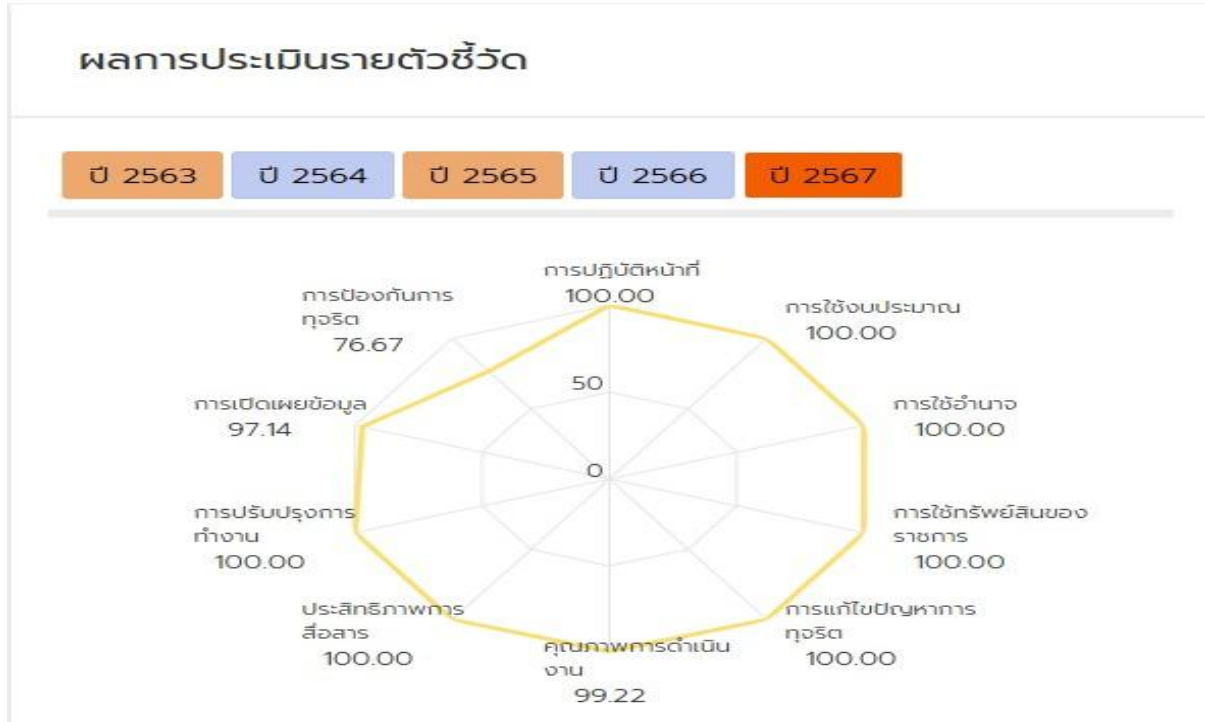 ผลการประเมินรายตัวชี้วัด
ปี 2563 ปี 2564 ปี 2565 ปี 2566 ปี 2567
การปฏิบัติหน้าที่
100.00
การใช้งบประมาณ
100.00
การใช้อำนาจ
100.00
การใช้ทรัพย์สินของ
ราชการ
100.00
การแก้ไขปัญหาการ
ทุจริต
100.00
คุณภาพการดำเนิน
งาน
99.22
ประสิทธิภาพการ
สื่อสาร
100.00
การปรับปรุงการ
ทำงาน
100.00
การเปิดเผยข้อมูล
97.14
การป้องกันการ
ทุจริต
76.67
50
0